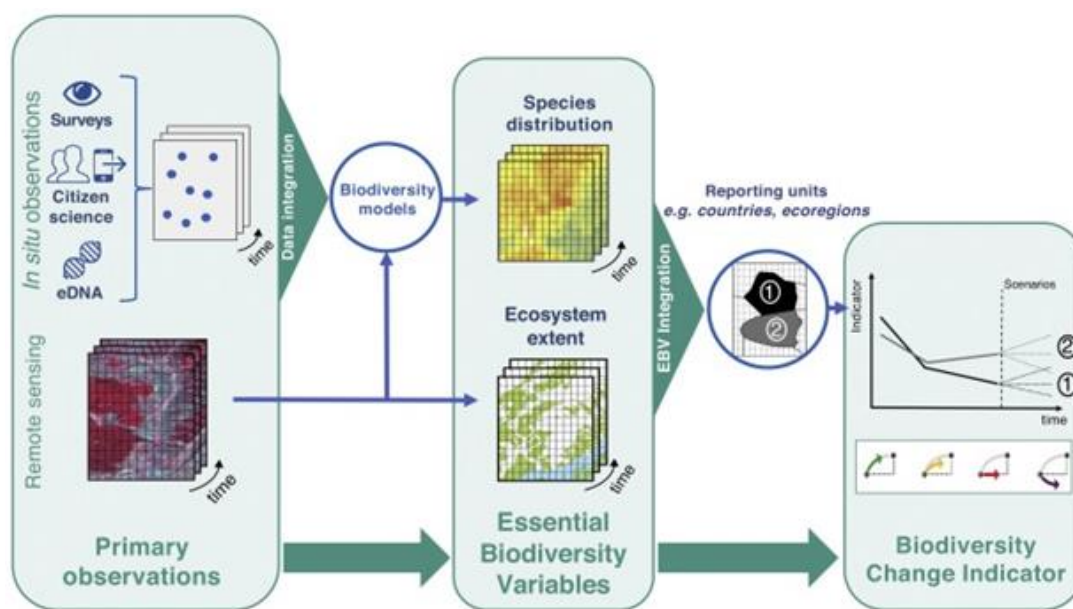 In situ observations
Surveys
Citizen
science
eDNA
time
Remote sensing
time
Primary
observations
Data integration
Biodiversity
models
Species
distribution
time
Ecosystem
extent
time
Essential
Biodiversity
Variables
EBV Integration
Reporting units
e.g. countries, ecoregions
1
2
Indicator
Scenarios
2
1
time
Biodiversity
Change Indicator